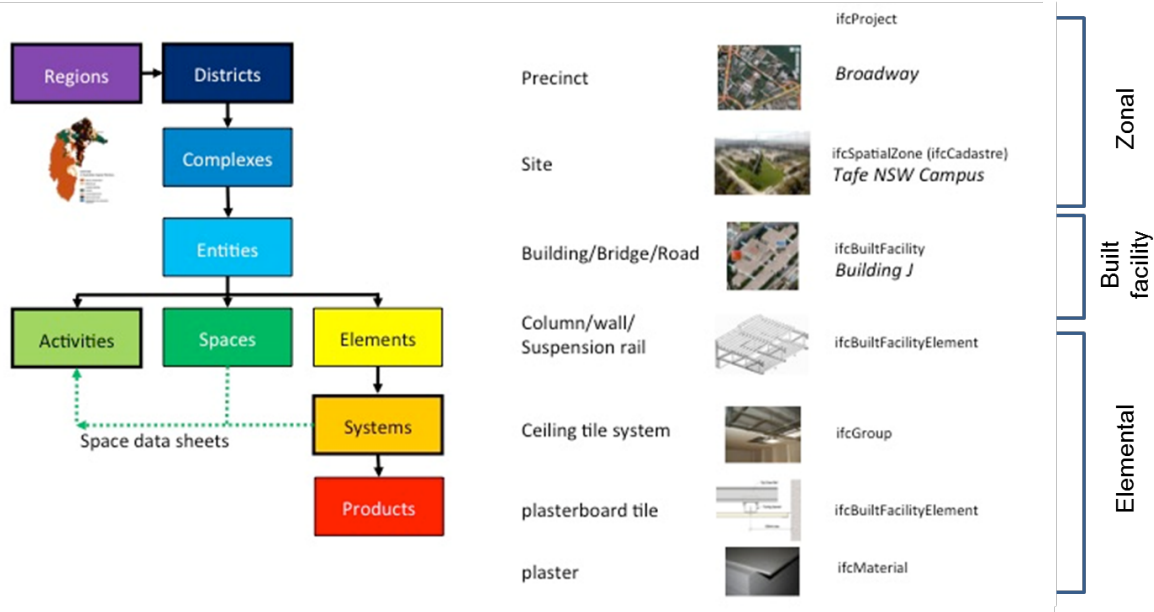 ifcProject
Regions
Districts
Precinct
Broadway
Complexes
Site
ifcSpatialZone (ifcCadastre)
Tafe NSW Campus
Zonal
Entities
Building/Bridge/Road
ifcBuiltFacility
Building J
Built
facility
Activities
Spaces
Elements
Column/wall/
Suspension rail
ifcBuiltFacilityElement
Space data sheets
Systems
Ceiling tile system
ifcGroup
Products
plasterboard tile
ifcBuiltFacilityElement
plaster
ifcMaterial
Elemental